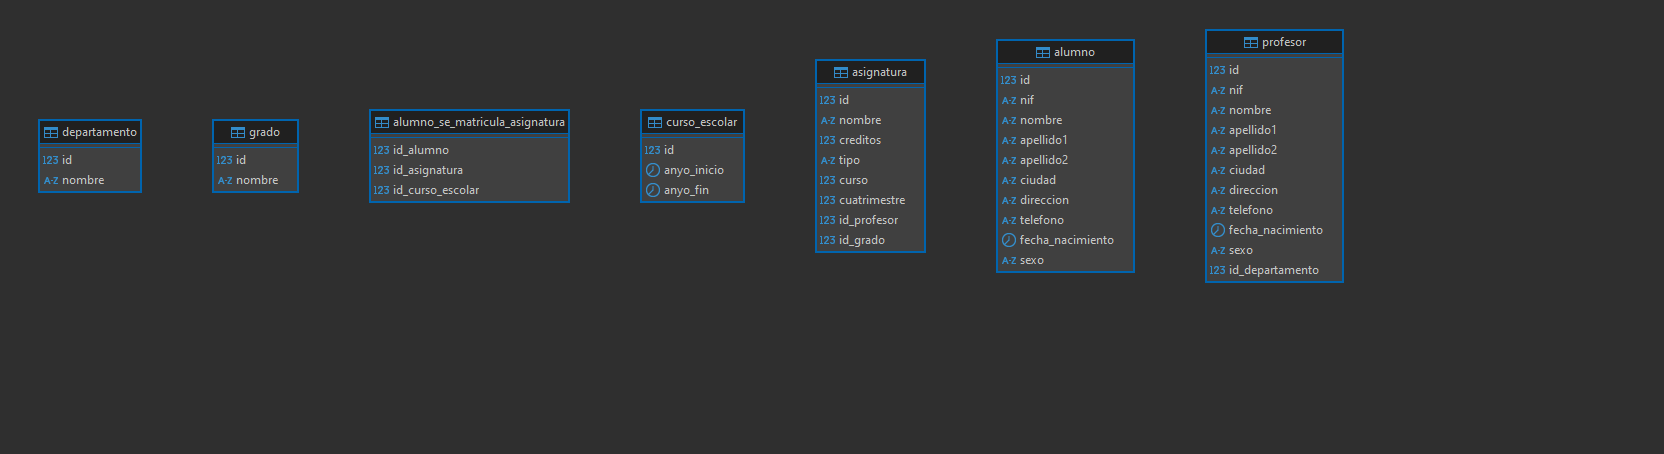 departamento
123 id
A-Z nombre
grado
123 id
A-Z nombre
alumno_se_matricula_asignatura
123 id_alumno
123 id_asignatura
123 id_curso_escolar
curso_escolar
123 id
anyo_inicio
anyo_fin
asignatura
123 id
A-Z nombre
123 creditos
A-Z tipo
123 curso
123 cuatrimestre
123 id_profesor
123 id_grado
alumno
123 id
A-Z nif
A-Z nombre
A-Z apellido1
A-Z apellido2
A-Z ciudad
A-Z direccion
A-Z telefono
fecha_nacimiento
A-Z sexo
profesor
123 id
A-Z nif
A-Z nombre
A-Z apellido1
A-Z apellido2
A-Z ciudad
A-Z direccion
A-Z telefono
fecha_nacimiento
A-Z sexo
123 id_departamento